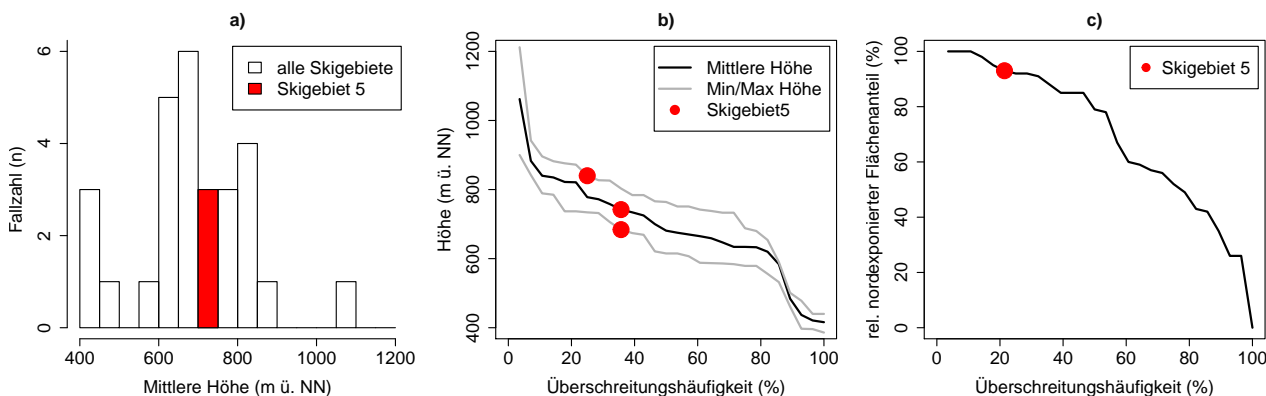 a)
Fallzahl (n)
6
4
2
0
alle Skigebiete
Skigebiet 5
400 600 800 1000 1200
Mittlere Höhe (m ü. NN)
b)
Höhe (m ü. NN)
1200
1000
800
600
400
Mittlere Höhe
Min/Max Höhe
Skigebiet5
0 20 40 60 80 100
Überschreitungshäufigkeit (%)
c)
rel. nordexponierter Flächenanteil (%)
100
80
60
40
20
0
Skigebiet 5
0 20 40 60 80 100
Überschreitungshäufigkeit (%)